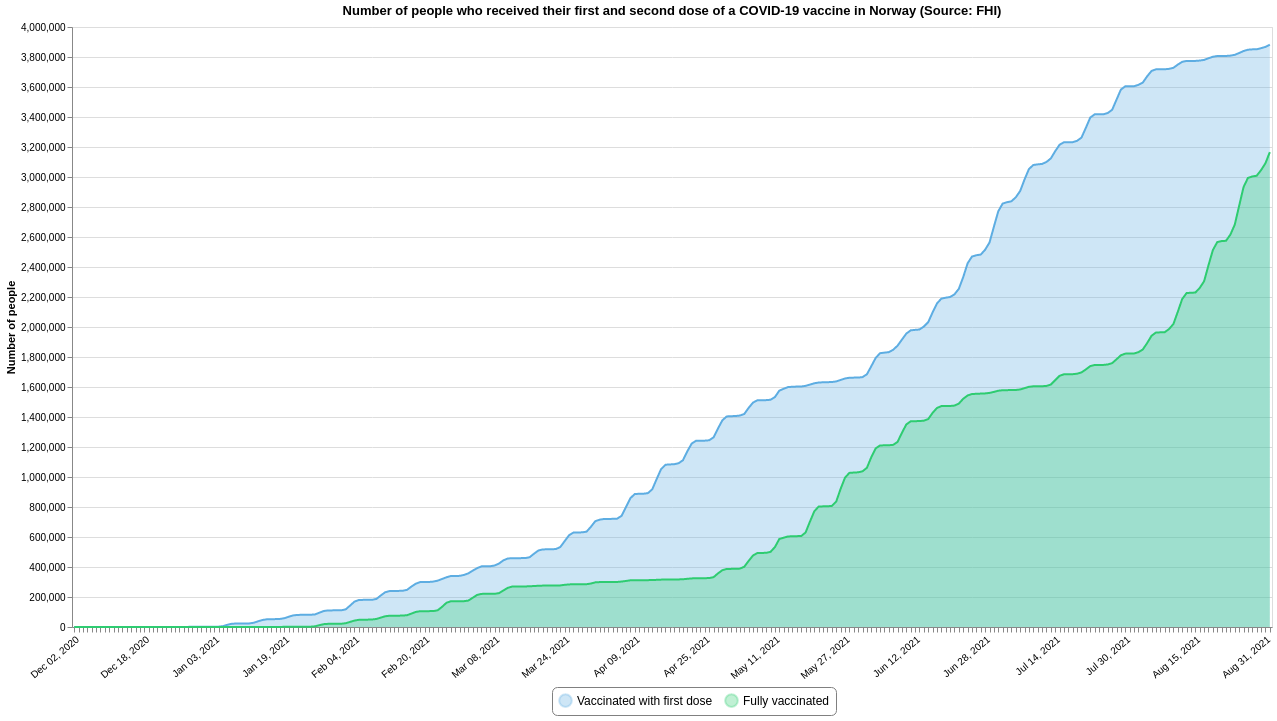 Number of people who received their first and second dose of a COVID-19 vaccine in Norway (Source: FHI)
Number of people
4,000,000
3,800,000
3,600,000
3,400,000
3,200,000
3,000,000
2,800,000
2,600,000
2,400,000
2,200,000
2,000,000
1,800,000
1,600,000
1,400,000
1,200,000
1,000,000
800,000
600,000
400,000
200,000
0
Dec 02, 2020
Dec 18, 2020
Jan 03, 2021
Jan 19, 2021
Feb 04, 2021
Feb 20, 2021
Mar 08, 2021
Mar 24, 2021
Apr 09, 2021
Apr 25, 2021
May 11, 2021
May 27, 2021
Jun 12, 2021
Jun 28, 2021
Jul 14, 2021
Jul 30, 2021
Aug 15, 2021
Aug 31, 2021
Vaccinated with first dose
Fully vaccinated